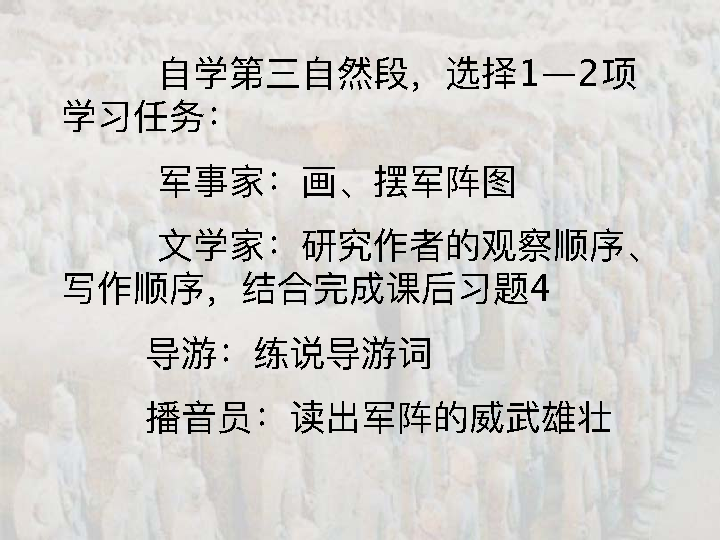 自学第三自然段，选择1—2项
学习任务：
军事家：画、摆军阵图
文学家：研究作者的观察顺序、
写作顺序，结合完成课后习题4
导游：练说导游词
播音员：读出军阵的威武雄壮